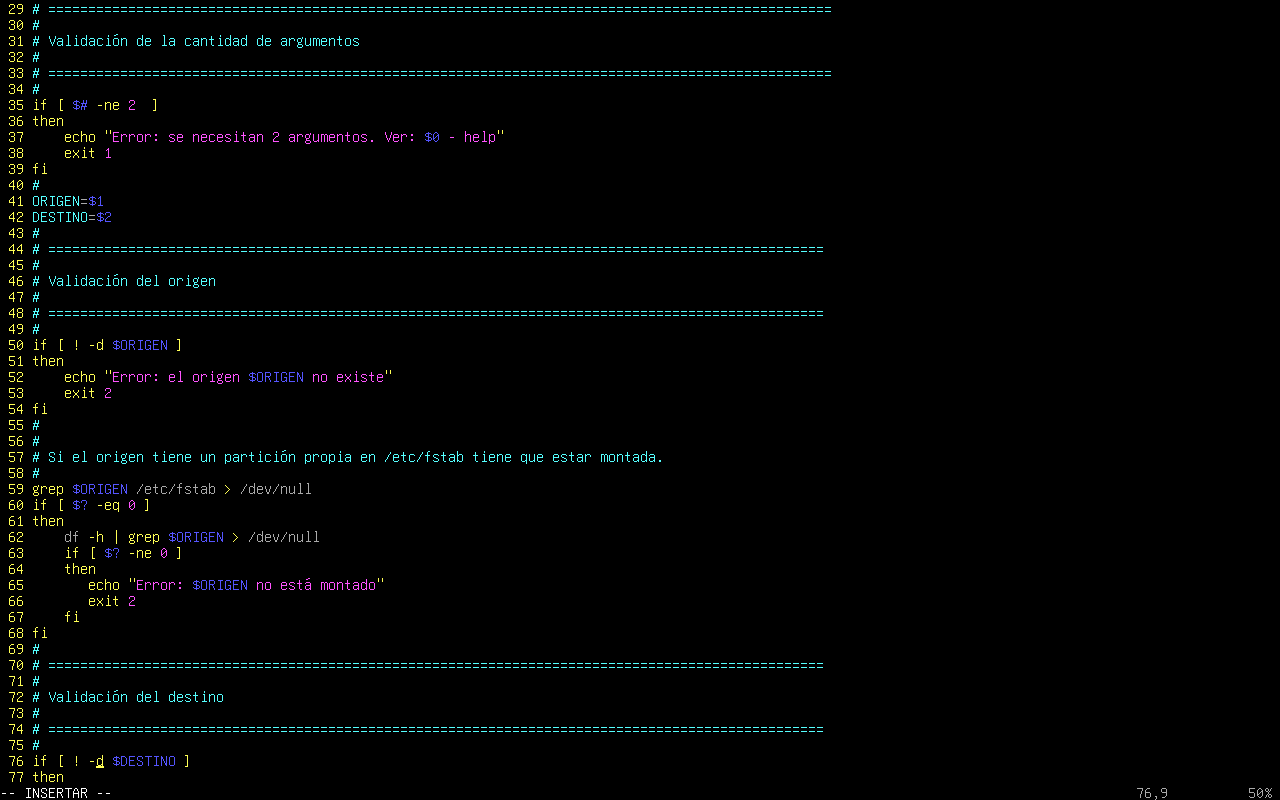 29 # ==================================================================================================
30 #
31 # Validación de la cantidad de argumentos
32 #
33 # ==================================================================================================
34 #
35 if [ $# -ne 2  ]
36 then
37     echo "Error: se necesitan 2 argumentos. Ver: $0 - help"
38     exit 1
39 fi
40 #
41 ORIGEN=$1
42 DESTINO=$2
43 #
44 # =================================================================================================
45 #
46 # Validación del origen
47 #
48 # =================================================================================================
49 #
50 if [ ! -d $ORIGEN ]
51 then
52     echo "Error: el origen $ORIGEN no existe"
53     exit 2
54 fi
55 #
56 #
57 # Si el origen tiene un partición propia en /etc/fstab tiene que estar montada.
58 #
59 grep $ORIGEN /etc/fstab > /dev/null
60 if [ $? -eq 0 ]
61 then
62     df -h | grep $ORIGEN > /dev/null
63     if [ $? -ne 0 ]
64     then
65        echo "Error: $ORIGEN no está montado"
66        exit 2
67     fi
68 fi
69 #
70 # =================================================================================================
71 #
72 # Validación del destino
73 #
74 # =================================================================================================
75 #
76 if [ ! -d $DESTINO ]
77 then
-- INSERTAR -- 76,9 50%